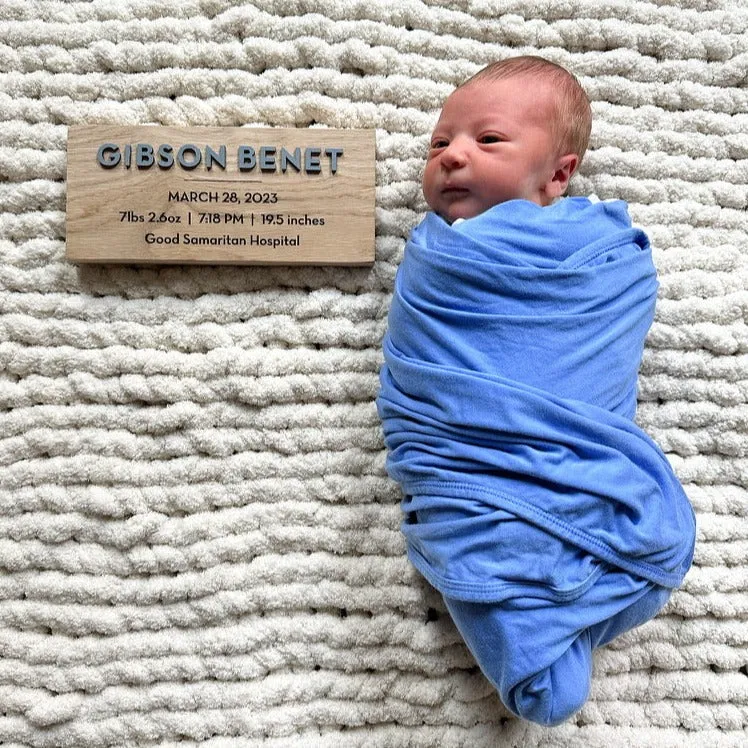 GIBSON BENET
MARCH 28, 2023
7lbs 2.6oz | 7:18 PM | 19.5 inches
Good Samaritan Hospital